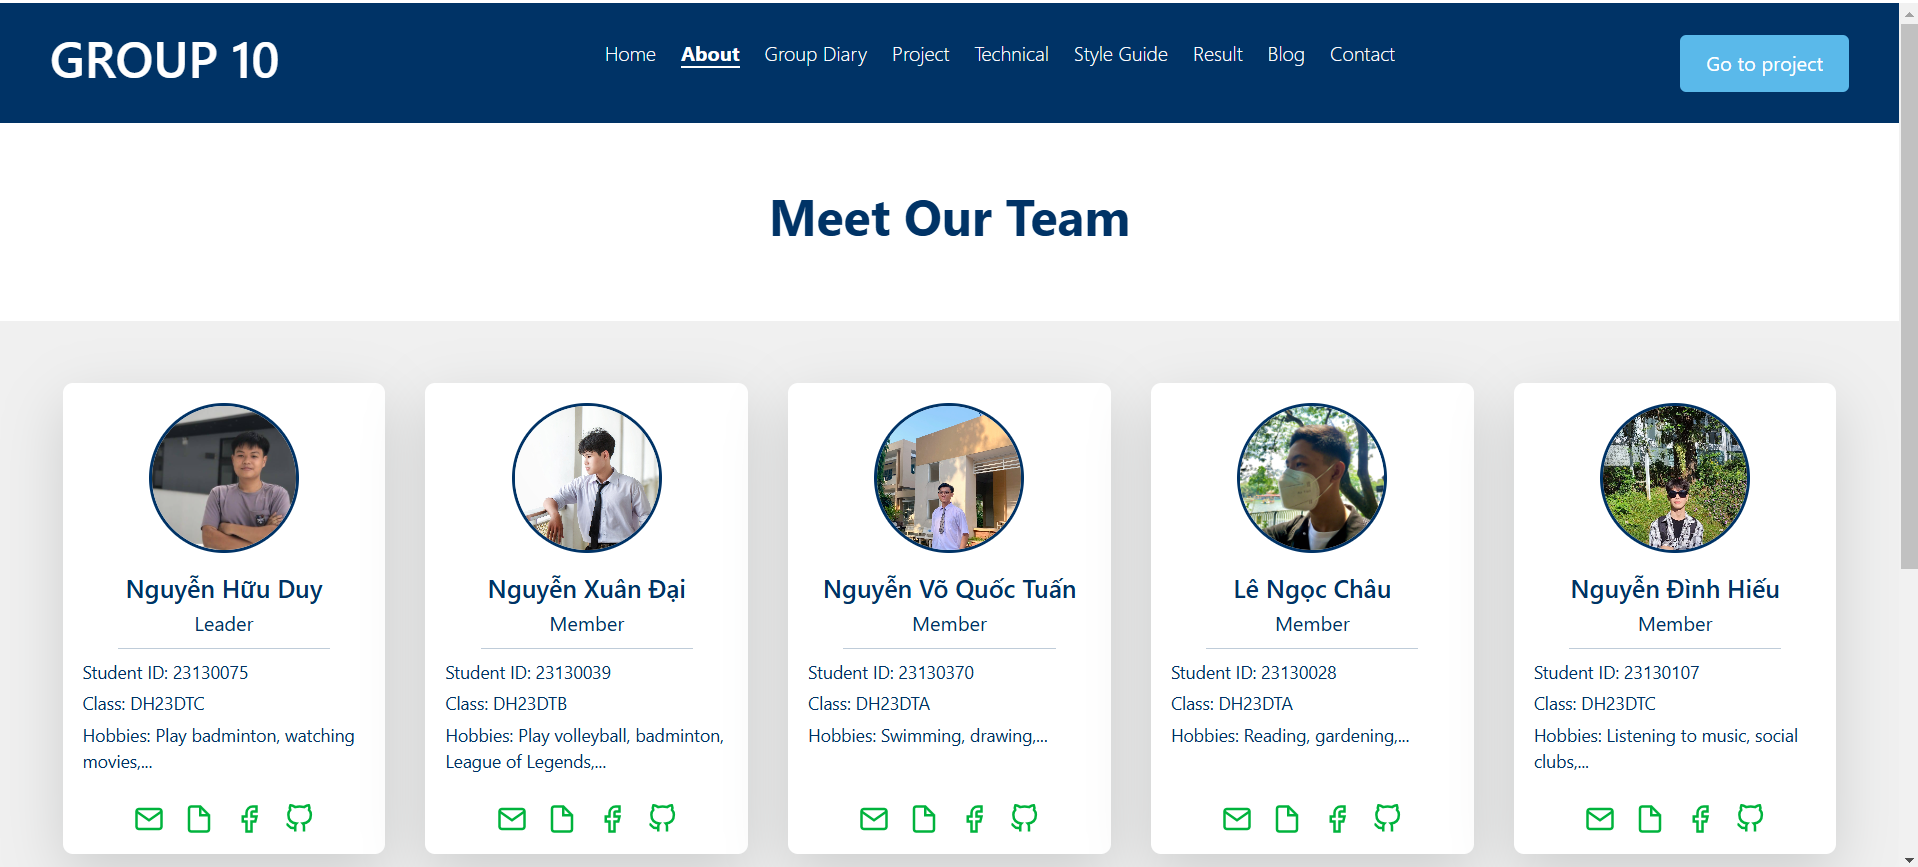 GROUP 10
Home About Group Diary Project Technical Style Guide Result Blog Contact
Go to project
Meet Our Team
Nguyễn Hữu Duy
Leader
Student ID: 23130075
Class: DH23DTC
Hobbies: Play badminton, watching
movies,...
Nguyễn Xuân Đại
Member
Student ID: 23130039
Class: DH23DTB
Hobbies: Play volleyball, badminton,
League of Legends,...
Nguyễn Võ Quốc Tuấn
Member
Student ID: 23130370
Class: DH23DTA
Hobbies: Swimming, drawing,...
Lê Ngọc Châu
Member
Student ID: 23130028
Class: DH23DTA
Hobbies: Reading, gardening,...
Nguyễn Đình Hiếu
Member
Student ID: 23130107
Class: DH23DTC
Hobbies: Listening to music, social
clubs,...